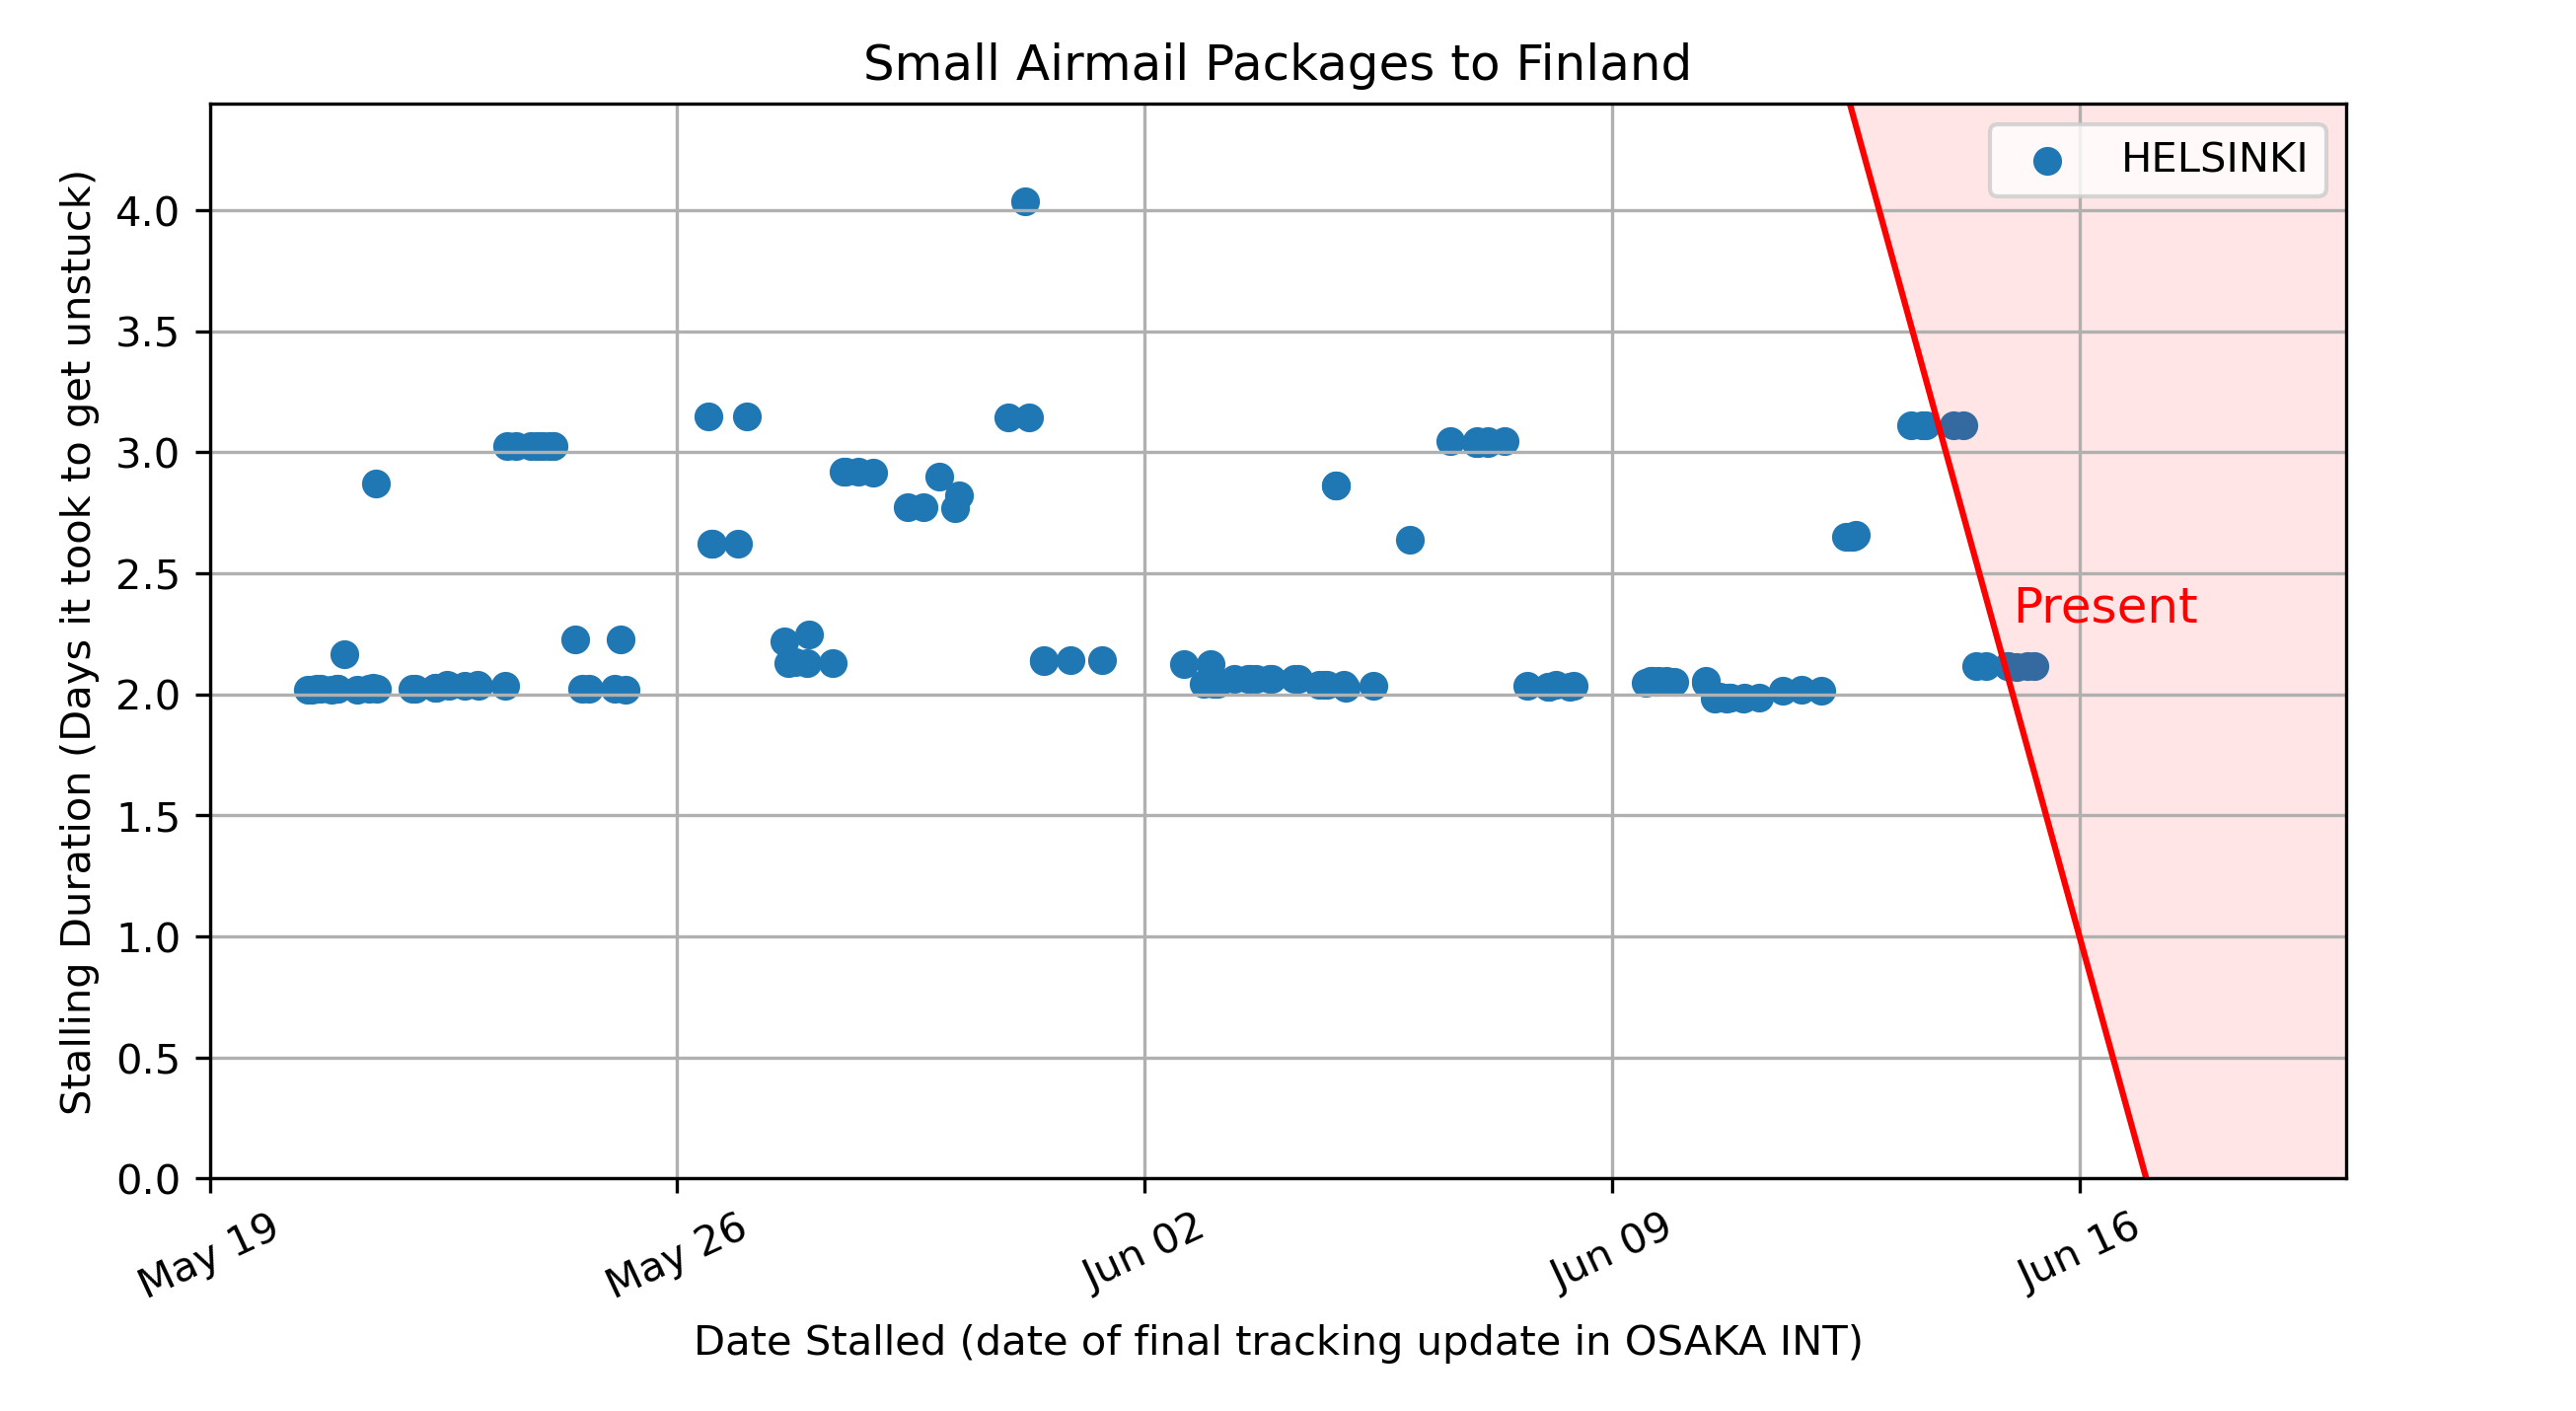 Small Airmail Packages to Finland
HELSINKI
Stalling Duration (Days it took to get unstuck)
4.0
3.5
3.0
2.5
2.0
1.5
1.0
0.5
0.0
Present
May 19
May 26
Jun 02
Jun 09
Jun 16
Date Stalled (date of final tracking update in OSAKA INT)